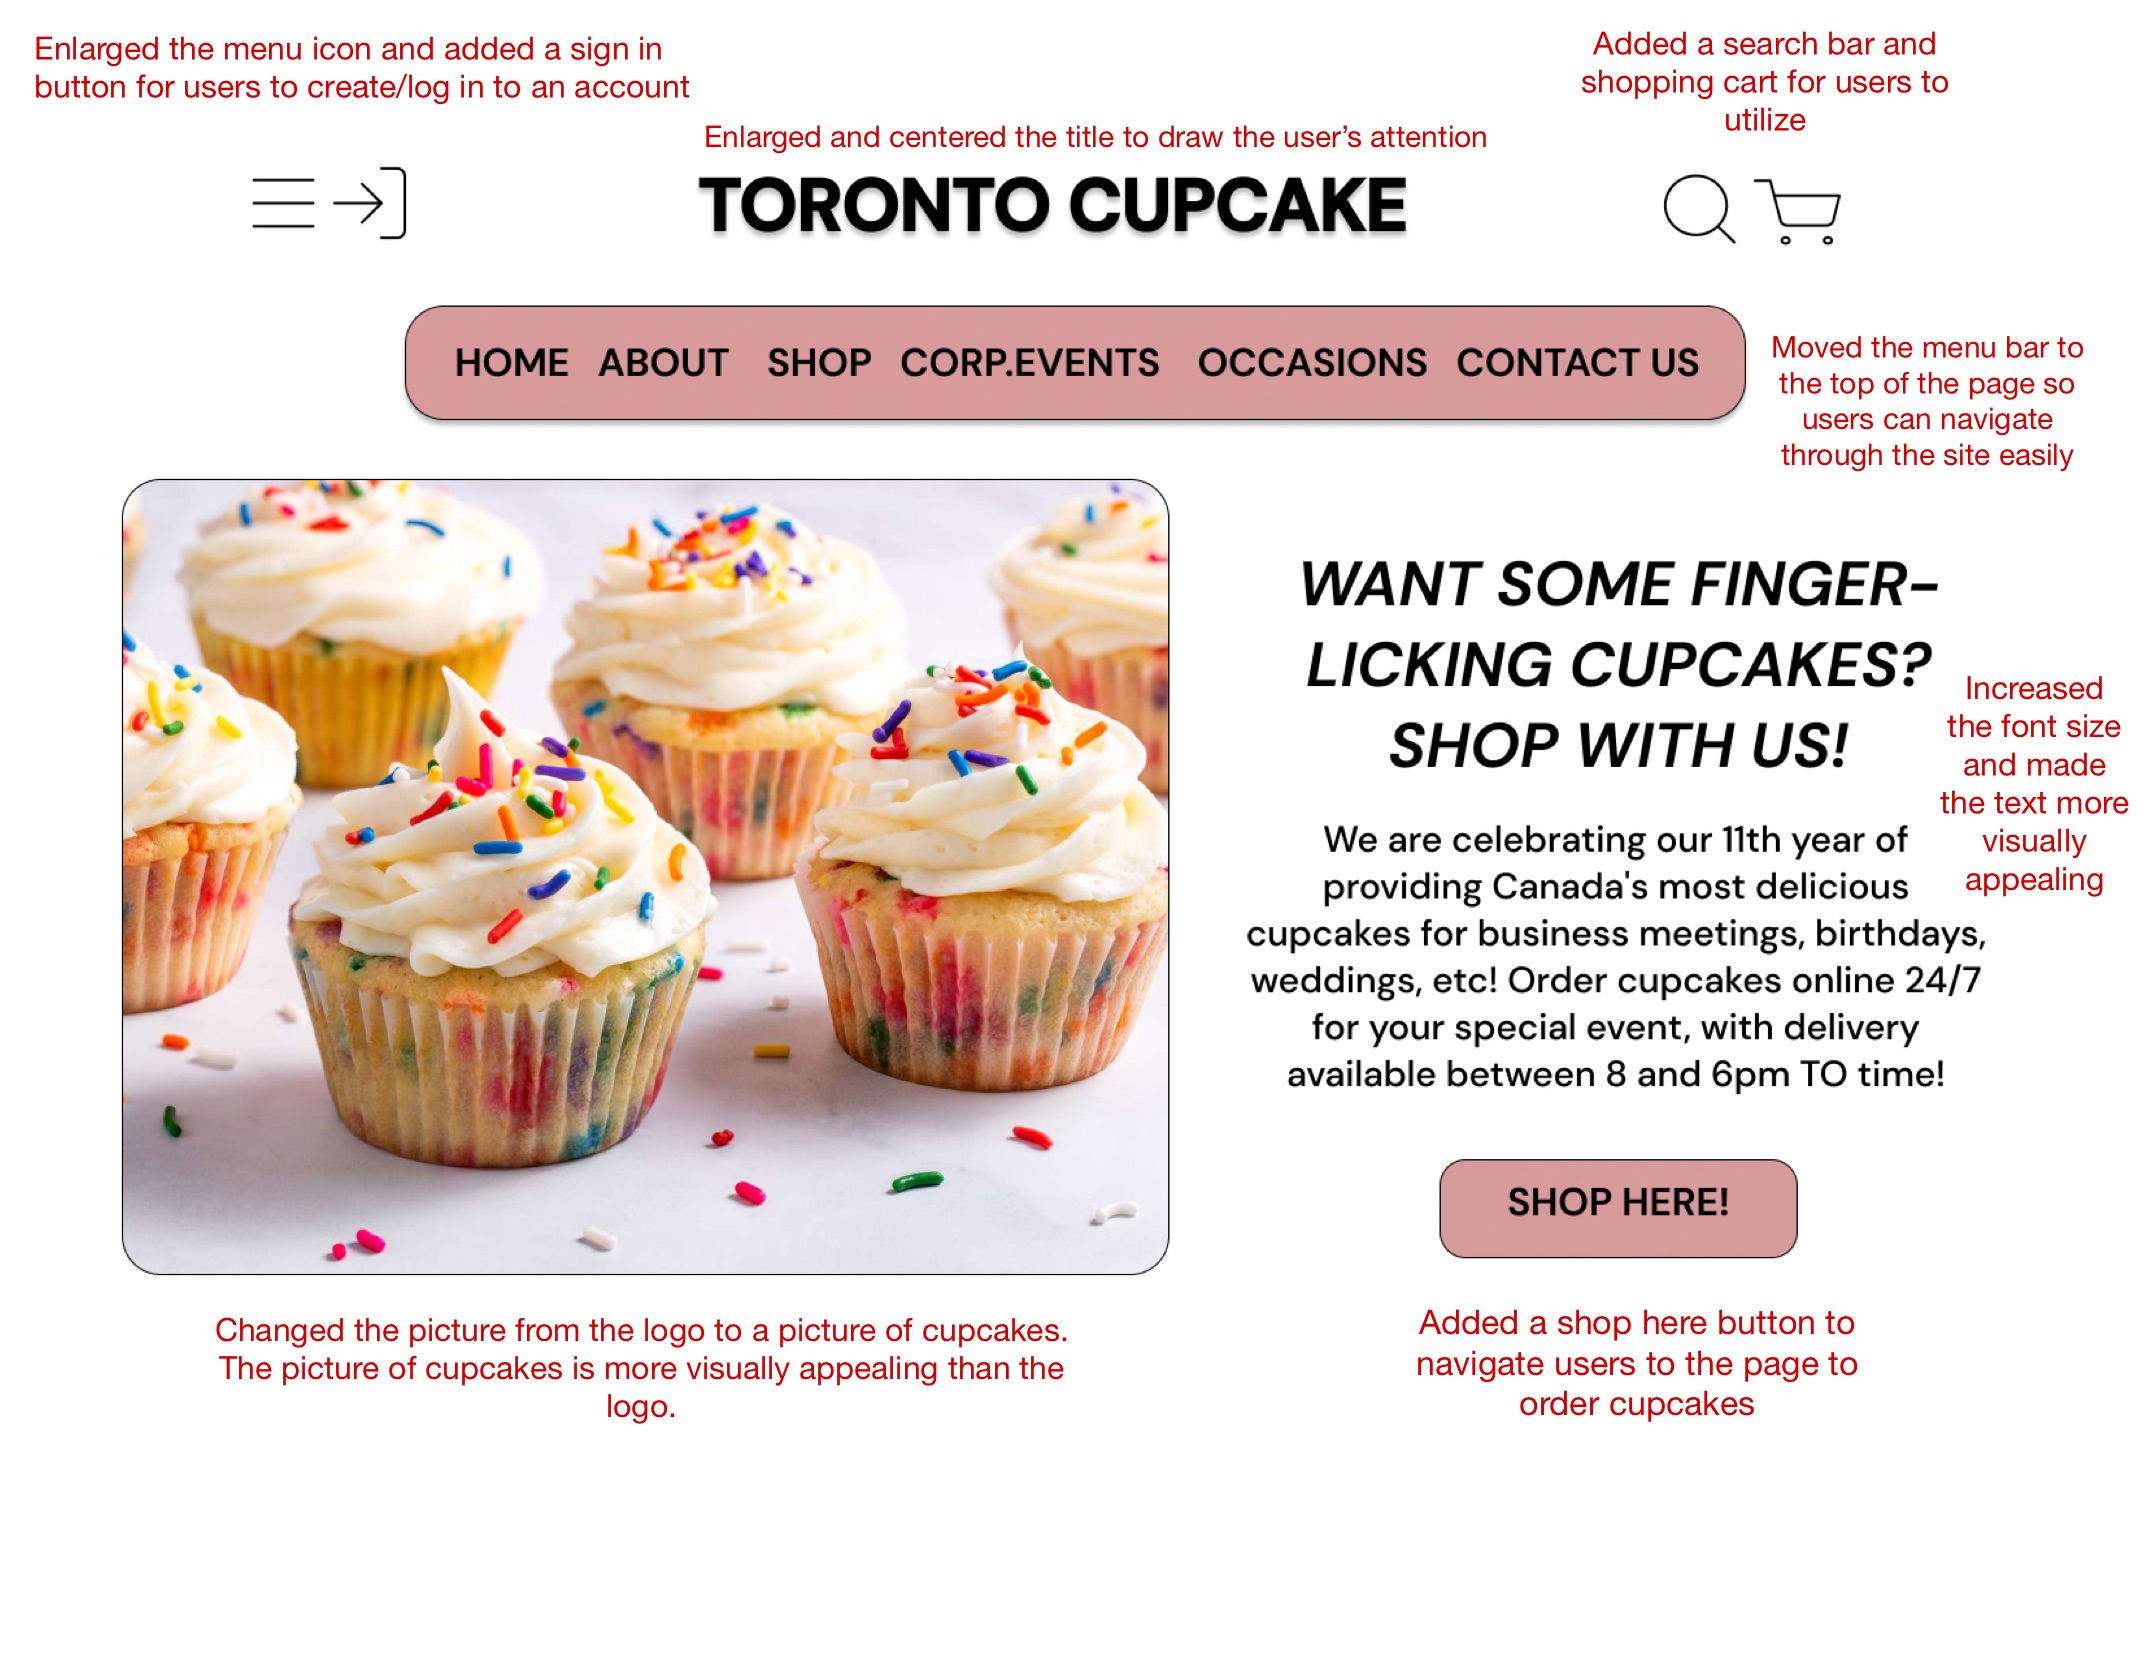 Enlarged the menu icon and added a sign in
button for users to create/log in to an account
Added a search bar and
shopping cart for users to
utilize
Enlarged and centered the title to draw the user’s attention
TORONTO CUPCAKE
HOME ABOUT SHOP CORP.EVENTS OCCASIONS CONTACT US
Moved the menu bar to
the top of the page so
users can navigate
through the site easily
WANT SOME FINGER-
LICKING CUPCAKES?
SHOP WITH US!
Increased
the font size
and made
the text more
visually
appealing
We are celebrating our 11th year of
providing Canada's most delicious
cupcakes for business meetings, birthdays,
weddings, etc! Order cupcakes online 24/7
for your special event, with delivery
available between 8 and 6pm TO time!
SHOP HERE!
Changed the picture from the logo to a picture of cupcakes.
The picture of cupcakes is more visually appealing than the
logo.
Added a shop here button to
navigate users to the page to
order cupcakes